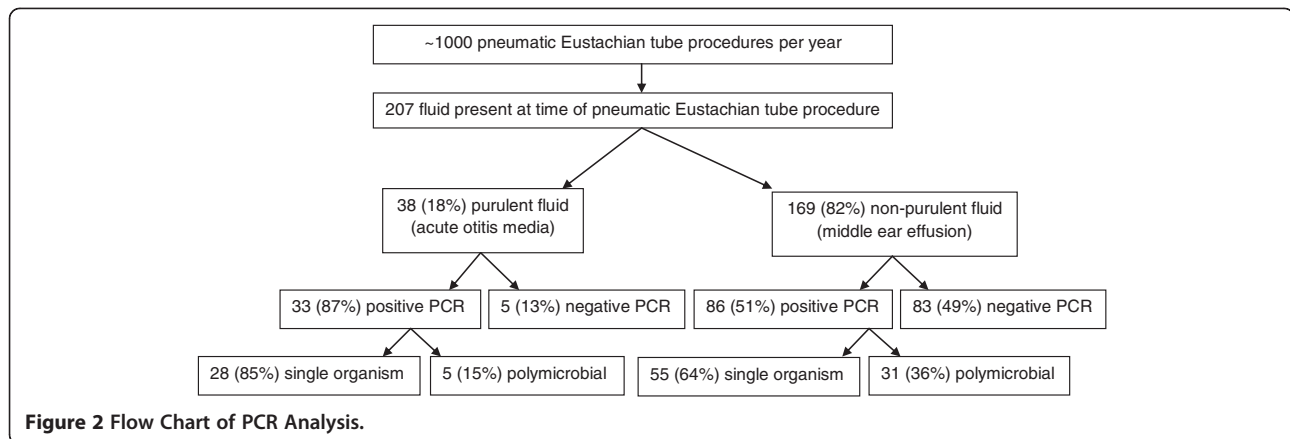 ~1000 pneumatic Eustachian tube procedures per year
207 fluid present at time of pneumatic Eustachian tube procedure
38 (18%) purulent fluid
(acute otitis media)
169 (82%) non-purulent fluid
(middle ear effusion)
33 (87%) positive PCR
5 (13%) negative PCR
86 (51%) positive PCR
83 (49%) negative PCR
28 (85%) single organism
5 (15%) polymicrobial
55 (64%) single organism
31 (36%) polymicrobial
Figure 2 Flow Chart of PCR Analysis.